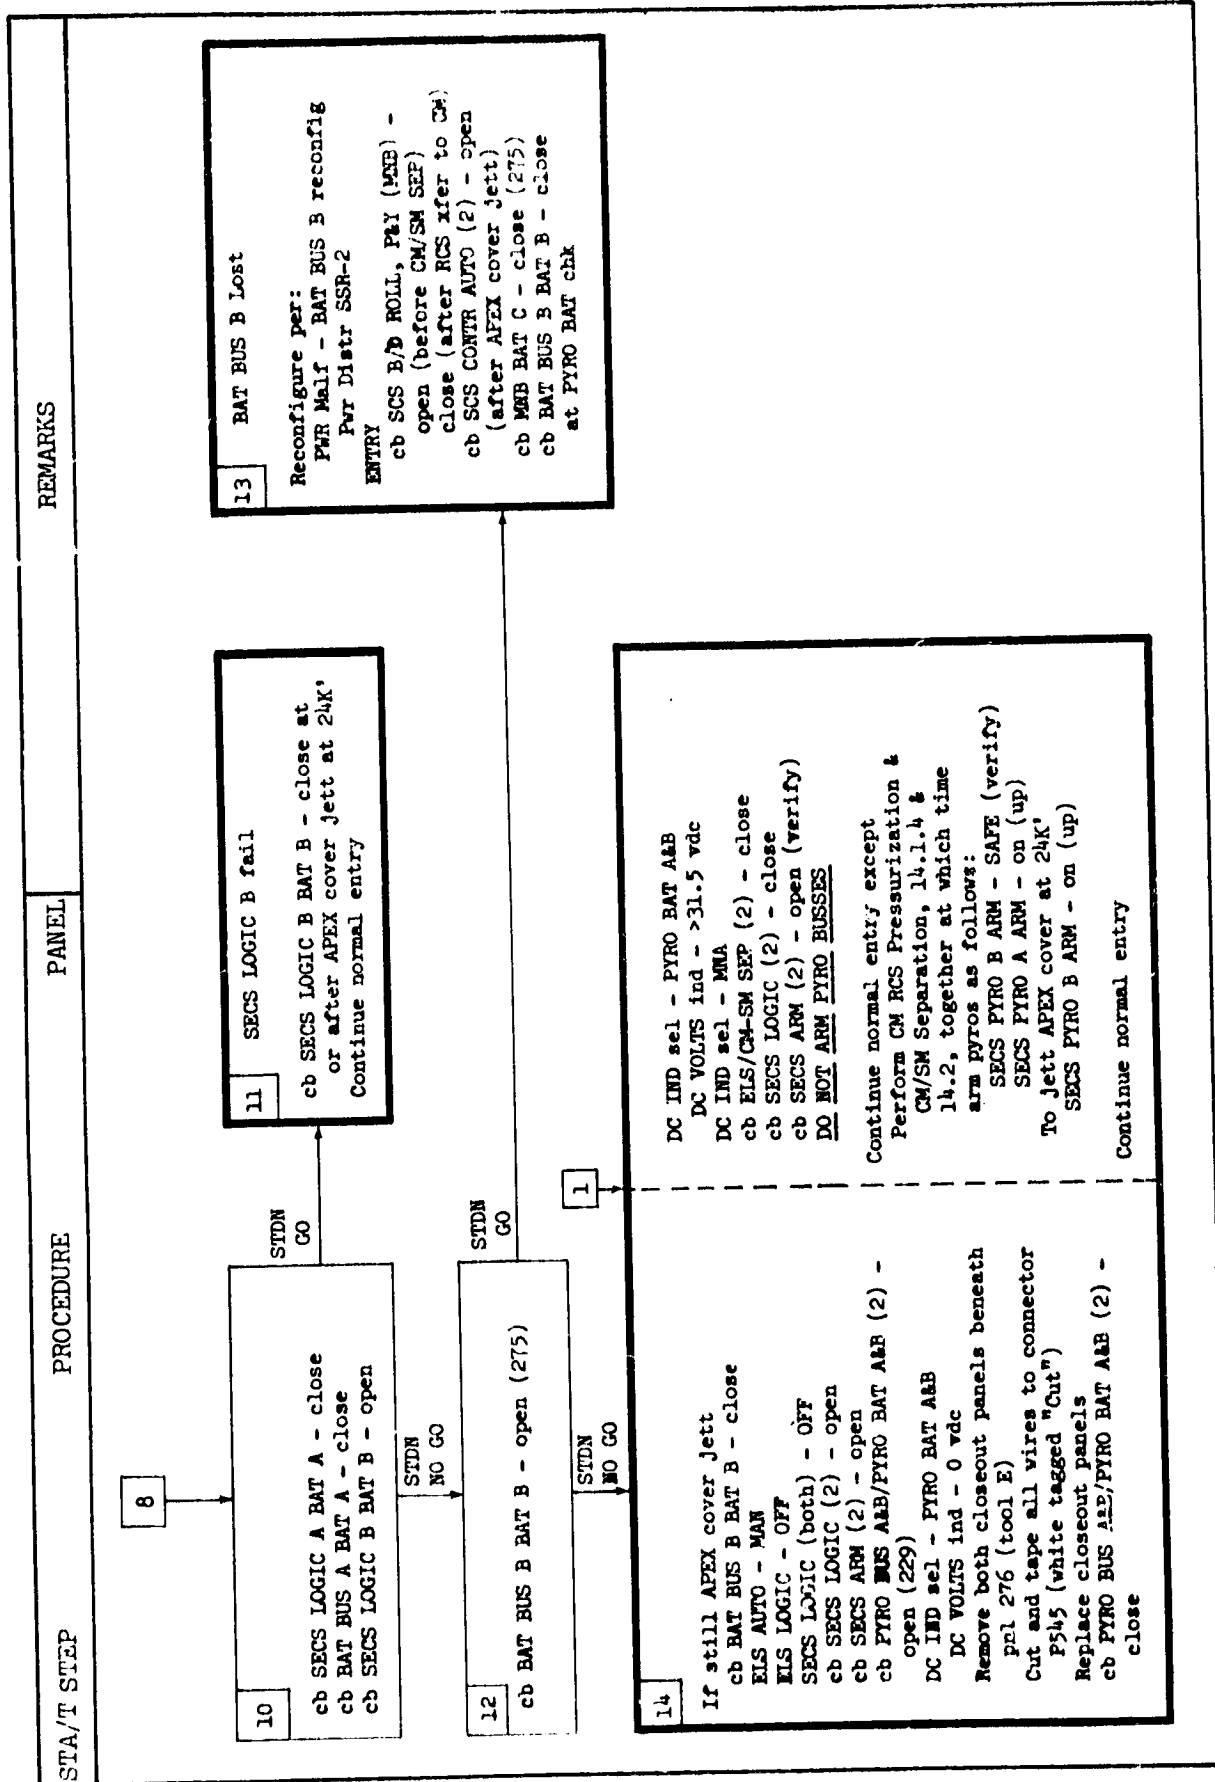 STA/T STEP PROCEDURE PANEL REMARKS
8
10
cb SECS LOGIC A BAT A - close
cb BAT BUS A BAT A - close
cb SECS LOGIC B BAT B - open
STDN
GO
11 SECS LOGIC B fail
cb SECS LOGIC B BAT B - close at
or after APEX cover jett at 24K'
Continue normal entry
STDN
NO GO
12
cb BAT BUS B BAT B - open (275)
STDN
GO
13 BAT BUS B Lost
Reconfigure per:
PWR Malf - BAT BUS B reconfig
Pwr Distr SSR-2
ENTRY
cb SCS B/D ROLL, P&Y (MNB) -
open (before CM/SM SEP)
close (after RCS xfer to CM)
cb SCS CONTR AUTO (2) - open
(after APEX cover jett)
cb MNB BAT C - close (275)
cb BAT BUS B BAT B - close
at PYRO BAT chk
STDN
NO GO
1
14
If still APEX cover jett
cb BAT BUS B BAT B - close
ELS AUTO - MAN
ELS LOGIC - OFF
SECS LOGIC (both) - OFF
cb SECS LOGIC (2) - open
cb SECS ARM (2) - open
cb PYRO BUS A&B/PYRO BAT A&B (2) -
open (229)
DC IND sel - PYRO BAT A&B
DC VOLTS ind - 0 vdc
Remove both closeout panels beneath
pnl 276 (tool E)
Cut and tape all wires to connector
P545 (white tagged "Cut")
Replace closeout panels
cb PYRO BUS A&B/PYRO BAT A&B (2) -
close
DC IND sel - PYRO BAT A&B
DC VOLTS ind - >31.5 vdc
DC IND sel - MNA
cb ELS/CM-SM SEP (2) - close
cb SECS LOGIC (2) - close
cb SECS ARM (2) - open (verify)
DO NOT ARM PYRO BUSSES
Continue normal entry except
Perform CM RCS Pressurization &
CM/SM Separation, 14.1.4 &
14.2, together at which time
arm pyros as follows:
SECS PYRO B ARM - SAFE (verify)
SECS PYRO A ARM - on (up)
To jett APEX cover at 24K'
SECS PYRO B ARM - on (up)
Continue normal entry